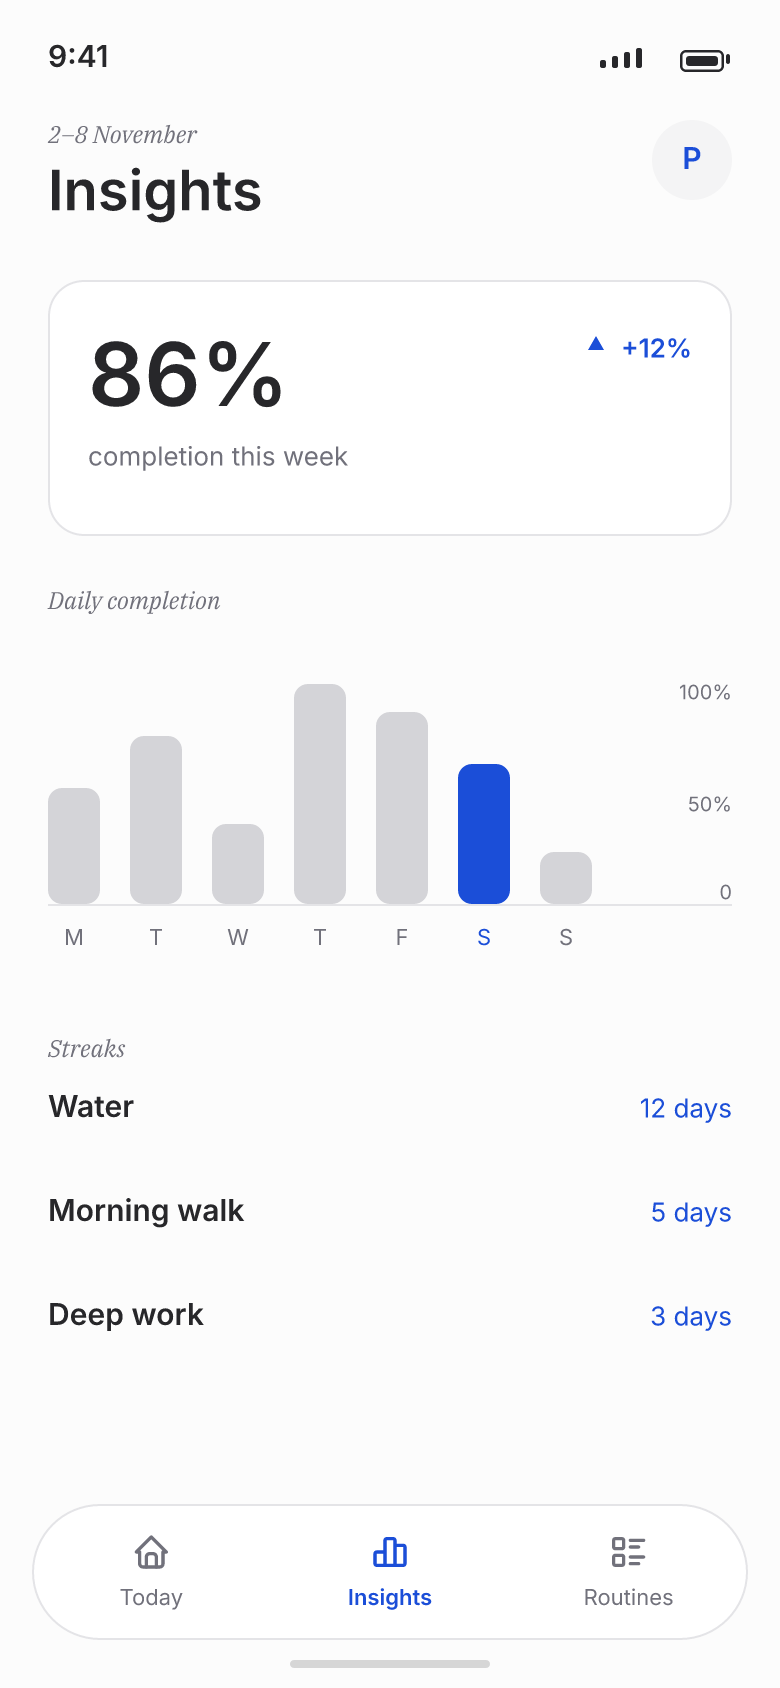 9:41
2–8 November
P
Insights
86%
+12%
completion this week
Daily completion
100%
50%
0
M T W T F S S
Streaks
Water 12 days
Morning walk 5 days
Deep work 3 days
Today Insights Routines